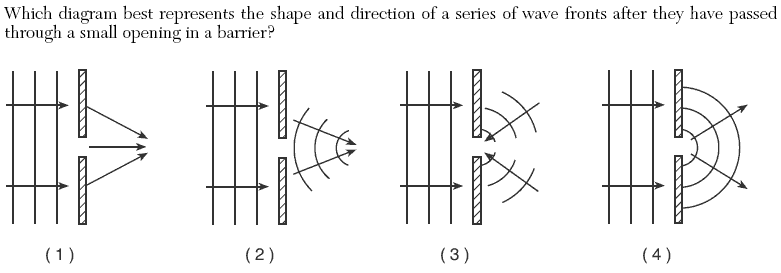 Which diagram best represents the shape and direction of a series of wave fronts after they have passed
through a small opening in a barrier?
(1) (2) (3) (4)